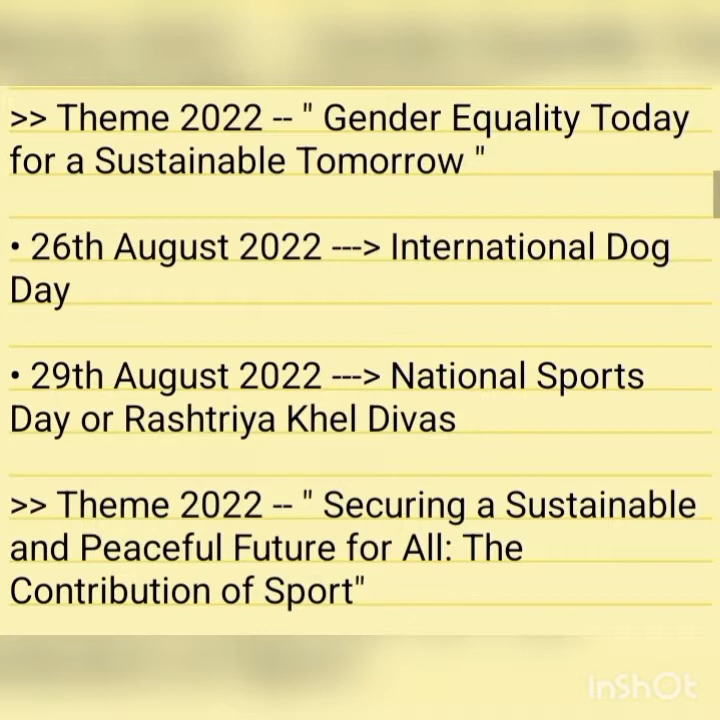 >> Theme 2022 -- " Gender Equality Today
for a Sustainable Tomorrow "
• 26th August 2022 ---> International Dog
Day
• 29th August 2022 ---> National Sports
Day or Rashtriya Khel Divas
>> Theme 2022 -- " Securing a Sustainable
and Peaceful Future for All: The
Contribution of Sport"
InShOt